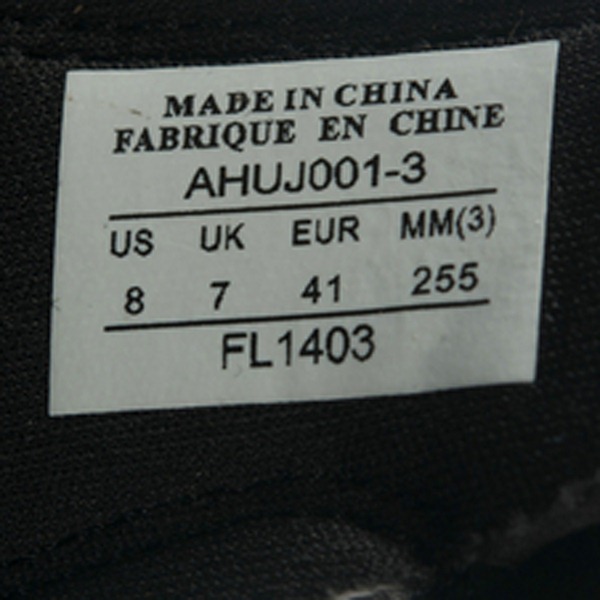 MADE IN CHINA
FABRIQUE EN CHINE
AHUJ001-3
US UK EUR MM(3)
8 7 41 255
FL1403